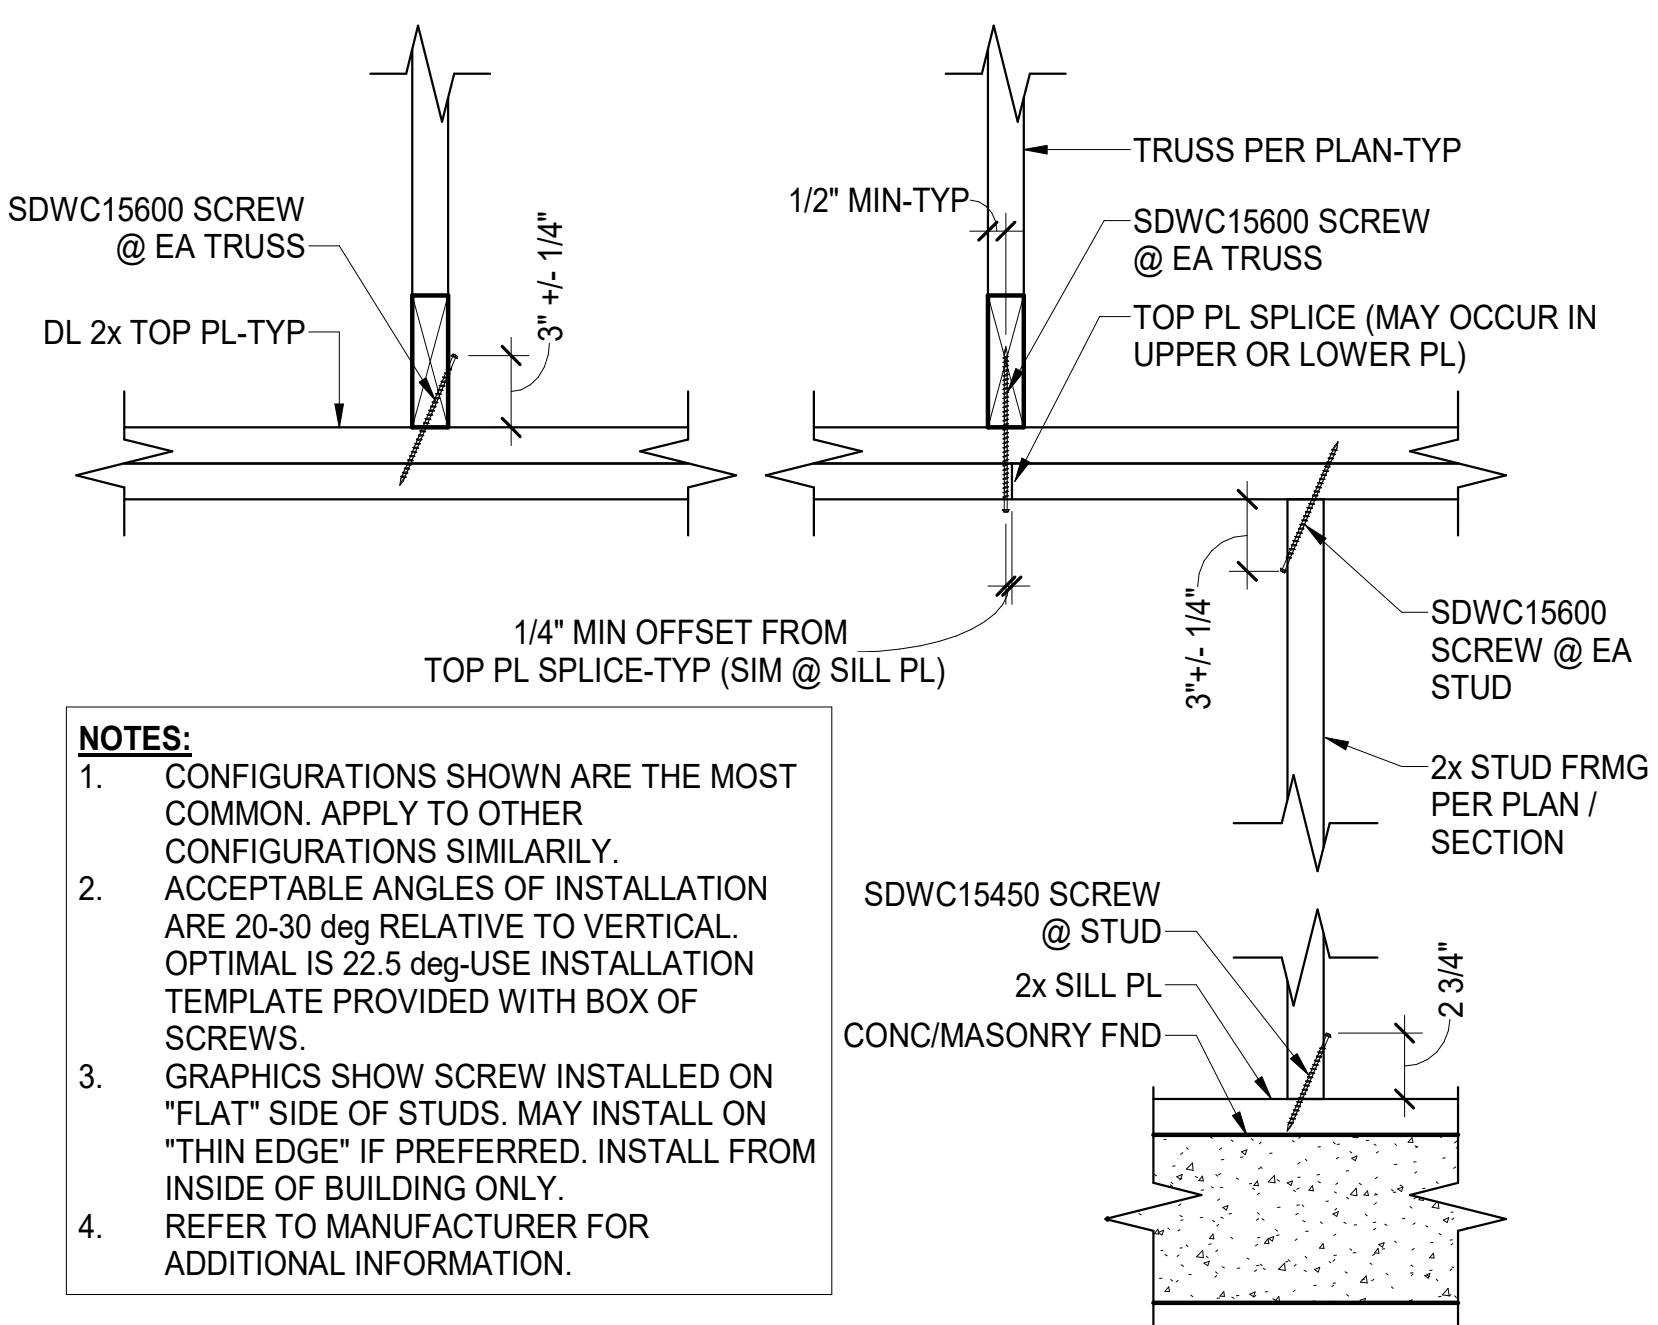 SDWC15600 SCREW
@ EA TRUSS
DL 2x TOP PL-TYP
3" +/- 1/4"
1/2" MIN-TYP
TRUSS PER PLAN-TYP
SDWC15600 SCREW
@ EA TRUSS
TOP PL SPLICE (MAY OCCUR IN
UPPER OR LOWER PL)
1/4" MIN OFFSET FROM
TOP PL SPLICE-TYP (SIM @ SILL PL)
3"+/- 1/4"
SDWC15600
SCREW @ EA
STUD
2x STUD FRMG
PER PLAN /
SECTION
SDWC15450 SCREW
@ STUD
2x SILL PL
CONC/MASONRY FND
2 3/4"
NOTES:
1. CONFIGURATIONS SHOWN ARE THE MOST
COMMON. APPLY TO OTHER
CONFIGURATIONS SIMILARILY.
2. ACCEPTABLE ANGLES OF INSTALLATION
ARE 20-30 deg RELATIVE TO VERTICAL.
OPTIMAL IS 22.5 deg-USE INSTALLATION
TEMPLATE PROVIDED WITH BOX OF
SCREWS.
3. GRAPHICS SHOW SCREW INSTALLED ON
"FLAT" SIDE OF STUDS. MAY INSTALL ON
"THIN EDGE" IF PREFERRED. INSTALL FROM
INSIDE OF BUILDING ONLY.
4. REFER TO MANUFACTURER FOR
ADDITIONAL INFORMATION.